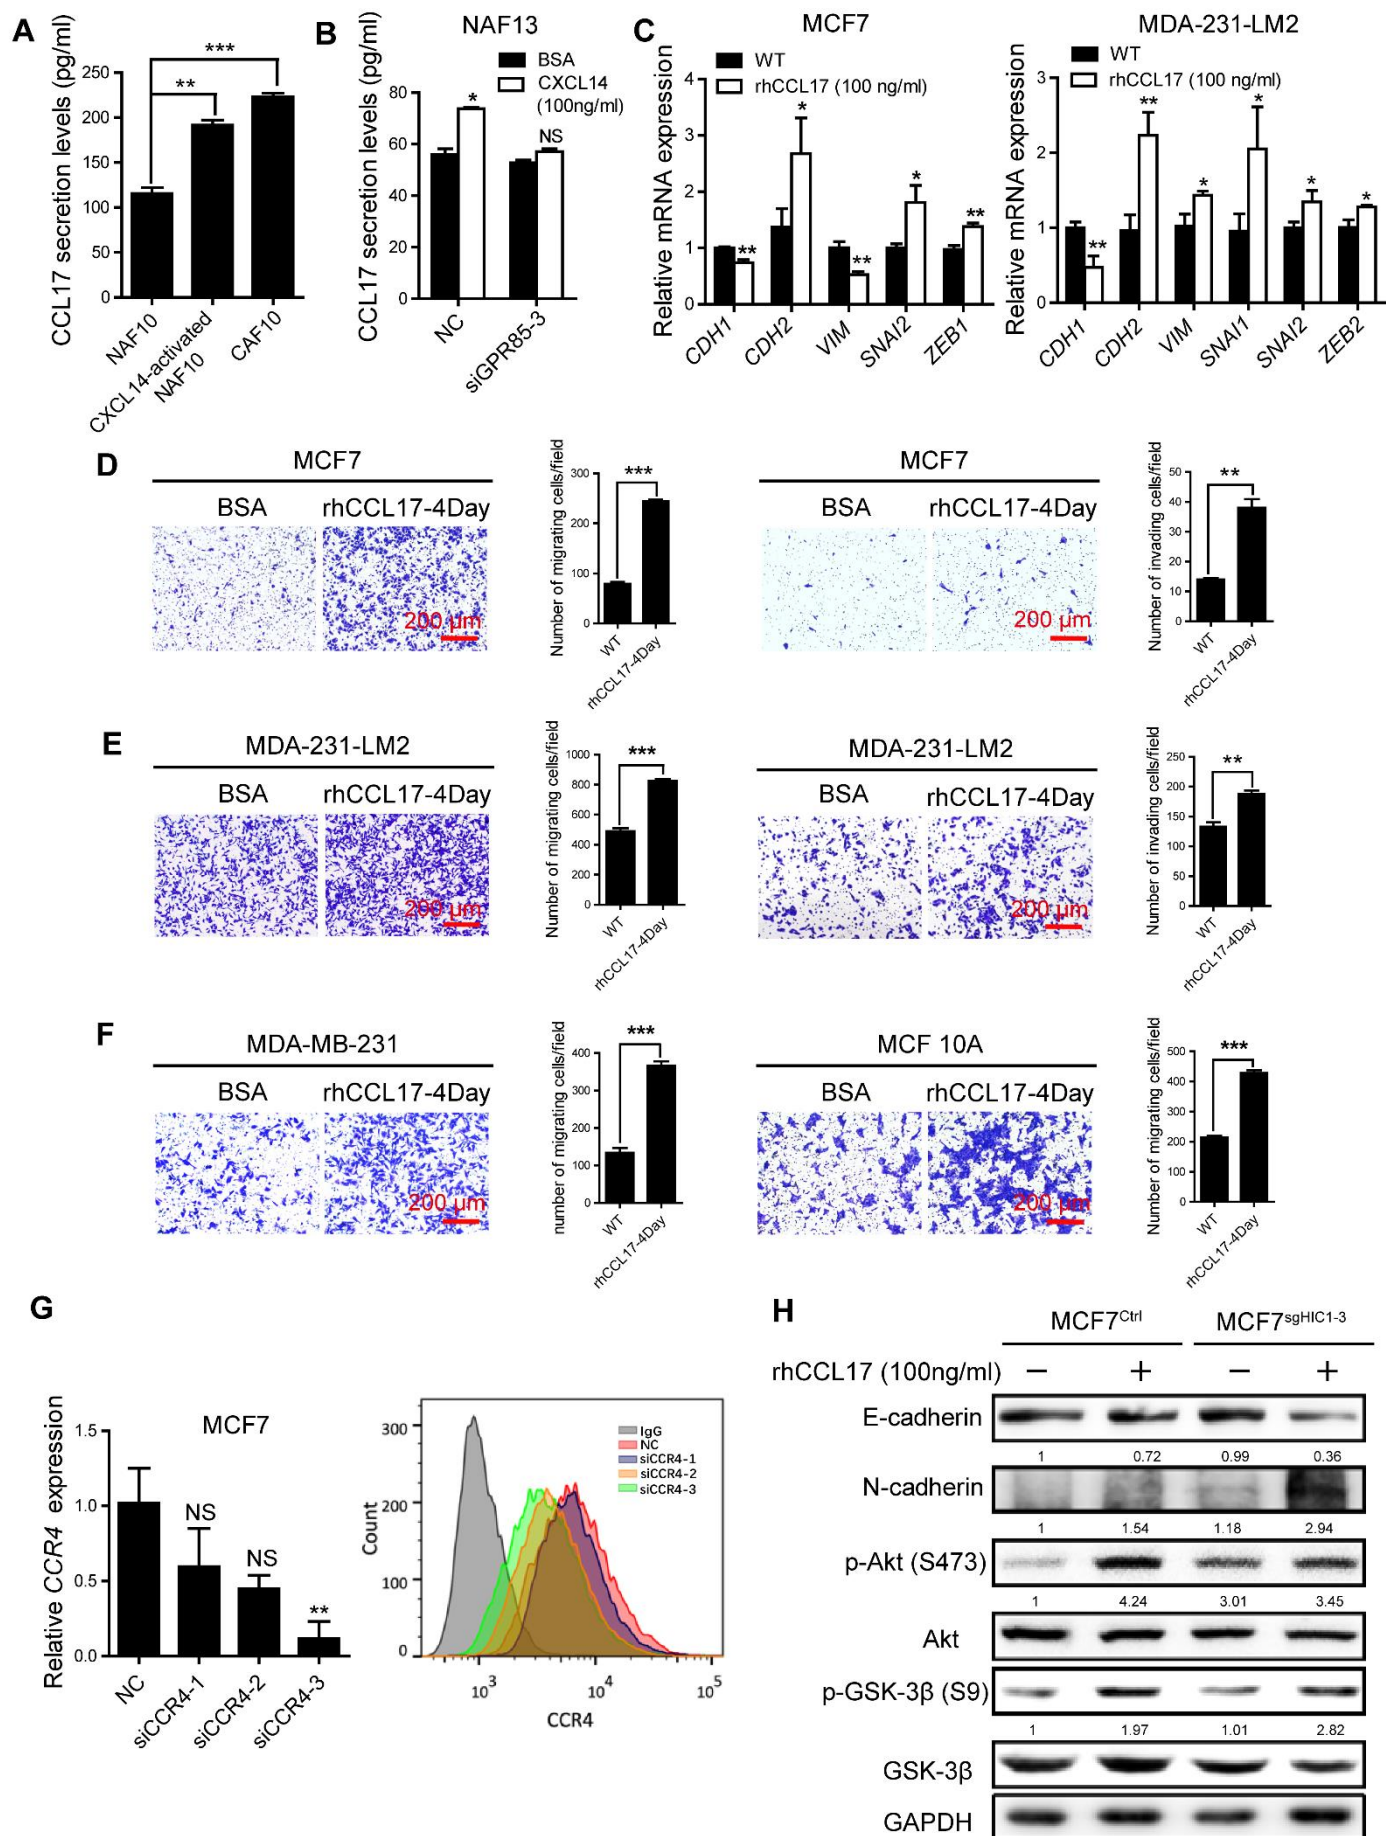 A
CCL17 secretion levels (pg/ml)
250
200
150
100
50
0
**
***
NAF10
CXCL14-activated
NAF10
CAF10
B
NAF13
BSA
CXCL14
(100ng/ml)
CCL17 secretion levels (pg/ml)
80
60
40
20
0
*
NS
NC
siGPR85-3
C
MCF7
WT
rhCCL17 (100 ng/ml)
Relative mRNA expression
4
3
2
1
0
**
*
**
*
**
CDH1
CDH2
VIM
SNAI2
ZEB1
MDA-231-LM2
WT
rhCCL17 (100 ng/ml)
Relative mRNA expression
3
2
1
0
**
**
*
*
*
*
CDH1
CDH2
VIM
SNAI1
SNAI2
ZEB2
D
MCF7
BSA
rhCCL17-4Day
200 µm
Number of migrating cells/field
300
200
100
0
***
WT
rhCCL17-4Day
MCF7
BSA
rhCCL17-4Day
200 µm
Number of invading cells/field
50
40
30
20
10
0
**
WT
rhCCL17-4Day
E
MDA-231-LM2
BSA
rhCCL17-4Day
200 µm
Number of migrating cells/field
1000
800
600
400
200
0
***
WT
rhCCL17-4Day
MDA-231-LM2
BSA
rhCCL17-4Day
200 µm
Number of invading cells/field
250
200
150
100
50
0
**
WT
rhCCL17-4Day
F
MDA-MB-231
BSA
rhCCL17-4Day
200 µm
number of migrating cells/field
400
300
200
100
0
***
WT
rhCCL17-4Day
MCF 10A
BSA
rhCCL17-4Day
200 µm
Number of migrating cells/field
500
400
300
200
100
0
***
WT
rhCCL17-4Day
G
MCF7
Relative CCR4 expression
1.5
1.0
0.5
0.0
NS
NS
**
NC
siCCR4-1
siCCR4-2
siCCR4-3
Count
300
200
100
0
IgG
NC
siCCR4-1
siCCR4-2
siCCR4-3
10³
10⁴
10⁵
CCR4
H
MCF7Ctrl MCF7sgHIC1-3
rhCCL17 (100ng/ml) − + − +
E-cadherin
1 0.72 0.99 0.36
N-cadherin
1 1.54 1.18 2.94
p-Akt (S473)
1 4.24 3.01 3.45
Akt
p-GSK-3β (S9)
1 1.97 1.01 2.82
GSK-3β
GAPDH